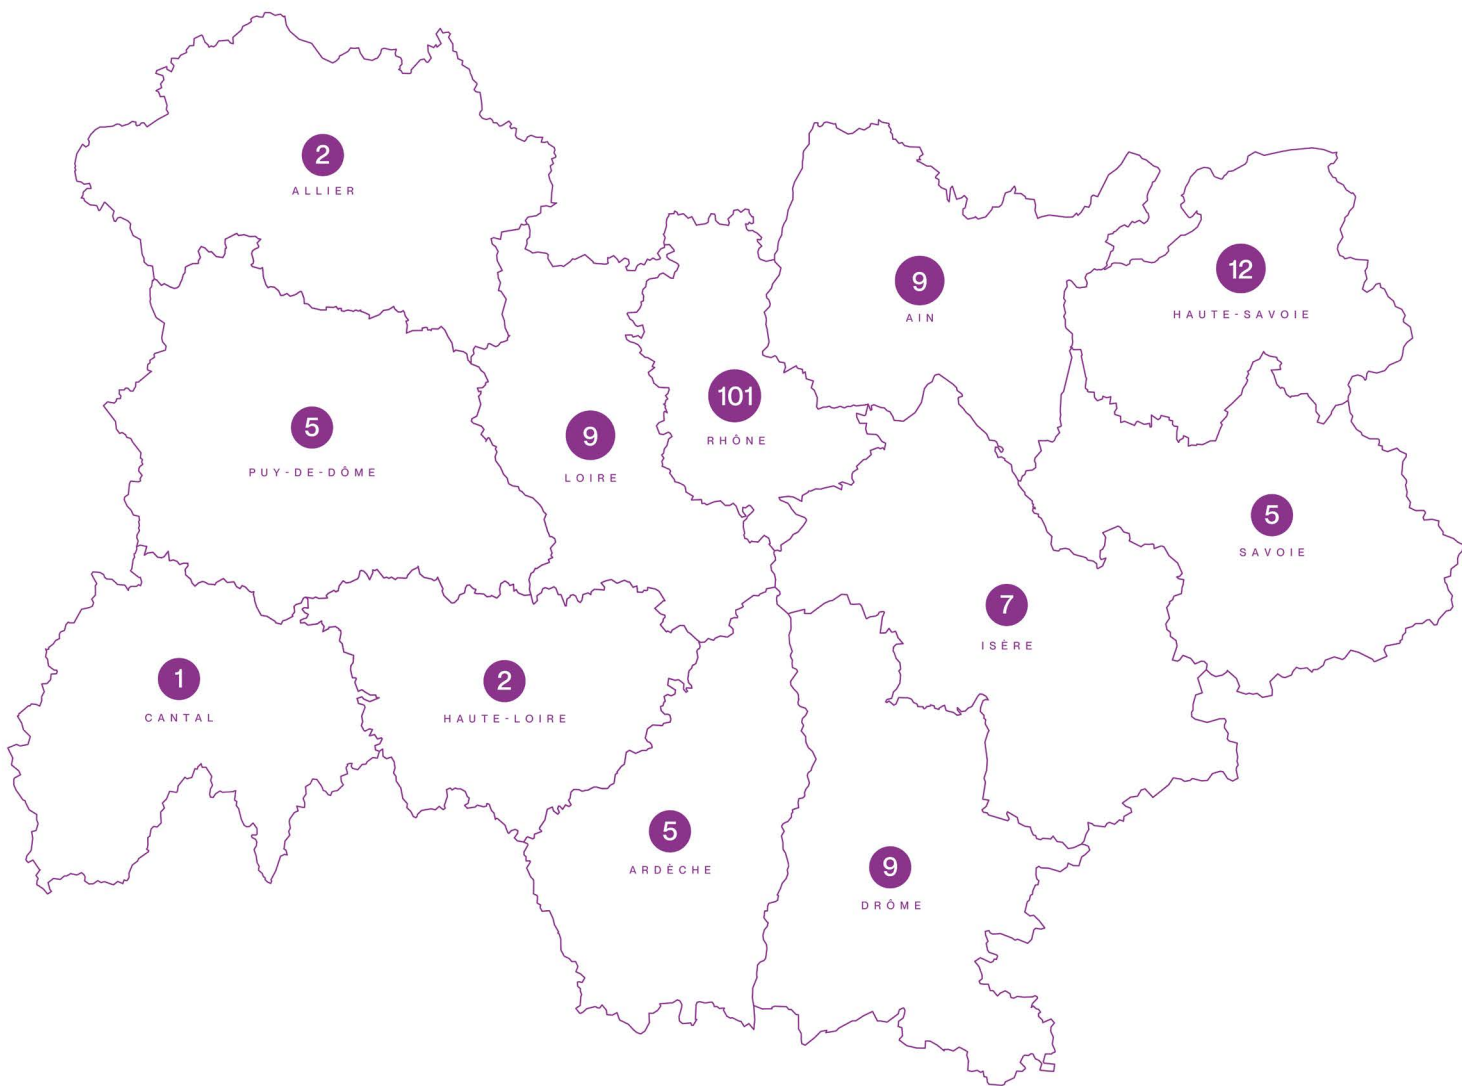 2
ALLIER
9
AIN
12
HAUTE-SAVOIE
101
RHÔNE
5
PUY-DE-DÔME
9
LOIRE
5
SAVOIE
7
ISÈRE
1
CANTAL
2
HAUTE-LOIRE
5
ARDÈCHE
9
DRÔME